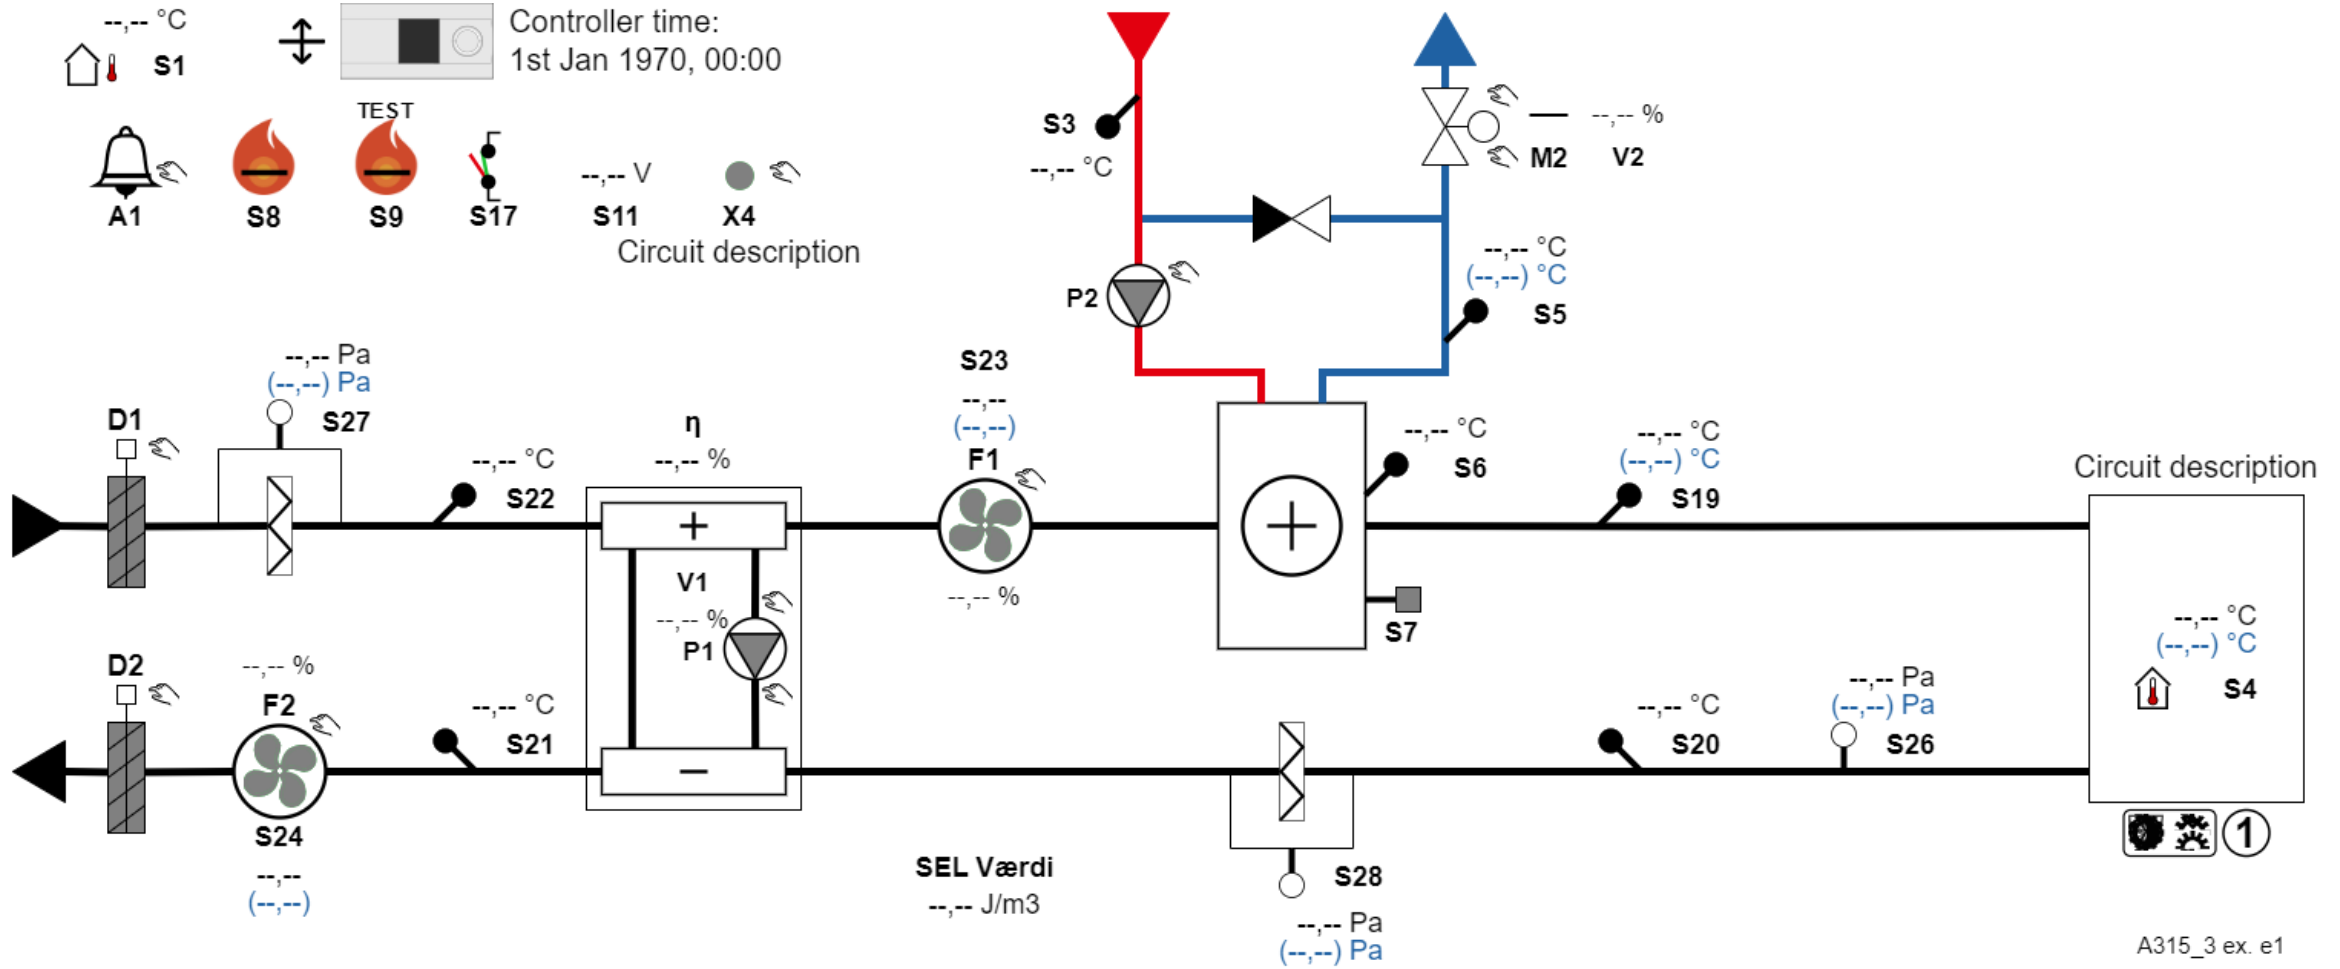 --,-- °C
S1
Controller time:
1st Jan 1970, 00:00
TEST
A1
S8
S9
S17
--,-- V
S11
X4
Circuit description
S3
--,-- °C
--,-- %
M2
V2
P2
--,-- °C
(--,--) °C
S5
--,-- Pa
(--,--) Pa
S27
D1
--,-- °C
S22
η
--,-- %
V1
--,-- %
P1
S23
--,--
(--,--)
F1
--,-- %
--,-- °C
S6
S7
--,-- °C
(--,--) °C
S19
Circuit description
--,-- °C
(--,--) °C
S4
D2
--,-- %
F2
S24
--,--
(--,--)
--,-- °C
S21
SEL Værdi
--,-- J/m3
S28
--,-- Pa
(--,--) Pa
--,-- °C
S20
--,-- Pa
(--,--) Pa
S26
1
A315_3 ex. e1